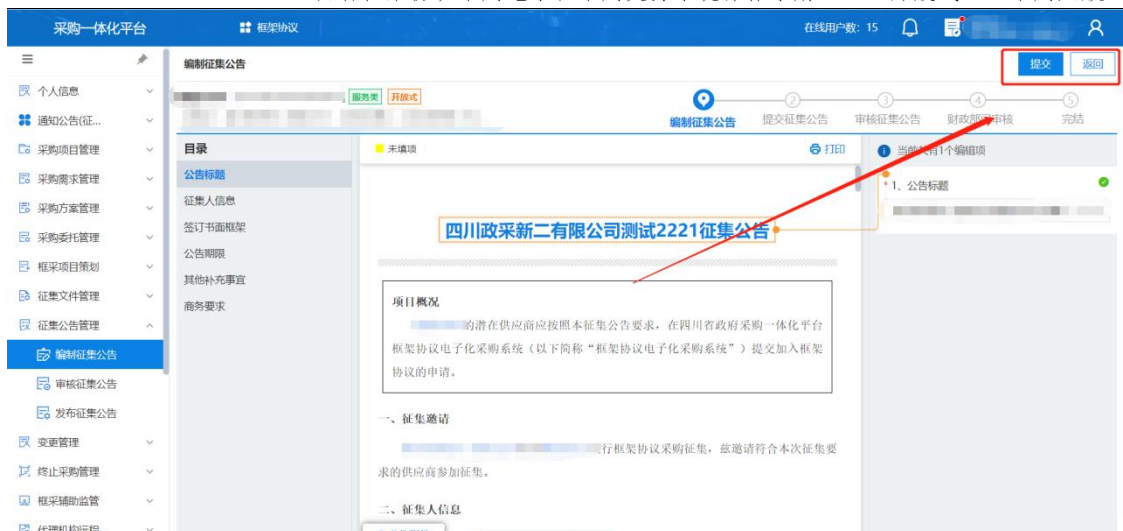 采购一体化平台
框架协议
在线用户数: 15
编制征集公告
提交
返回
个人信息
服务类
开放式
1
2
3
4
5
通知公告(征...
编制征集公告
提交征集公告
审核征集公告
财政部门审核
完结
采购项目管理
目录
未填项
打印
当前共有1个编辑项
采购需求管理
公告标题
* 1、公告标题
采购方案管理
征集人信息
采购委托管理
签订书面框架
四川政采新二有限公司测试2221征集公告
框采项目策划
公告期限
征集文件管理
其他补充事宜
征集公告管理
商务要求
项目概况
的潜在供应商应按照本征集公告要求，在四川省政府采购一体化平台
编制征集公告
框架协议电子化采购系统（以下简称“框架协议电子化采购系统”）提交加入框架
审核征集公告
协议的申请。
发布征集公告
一、征集邀请
变更管理
行框架协议采购征集，兹邀请符合本次征集要
终止采购管理
求的供应商参加征集。
框采辅助监管
二、征集人信息